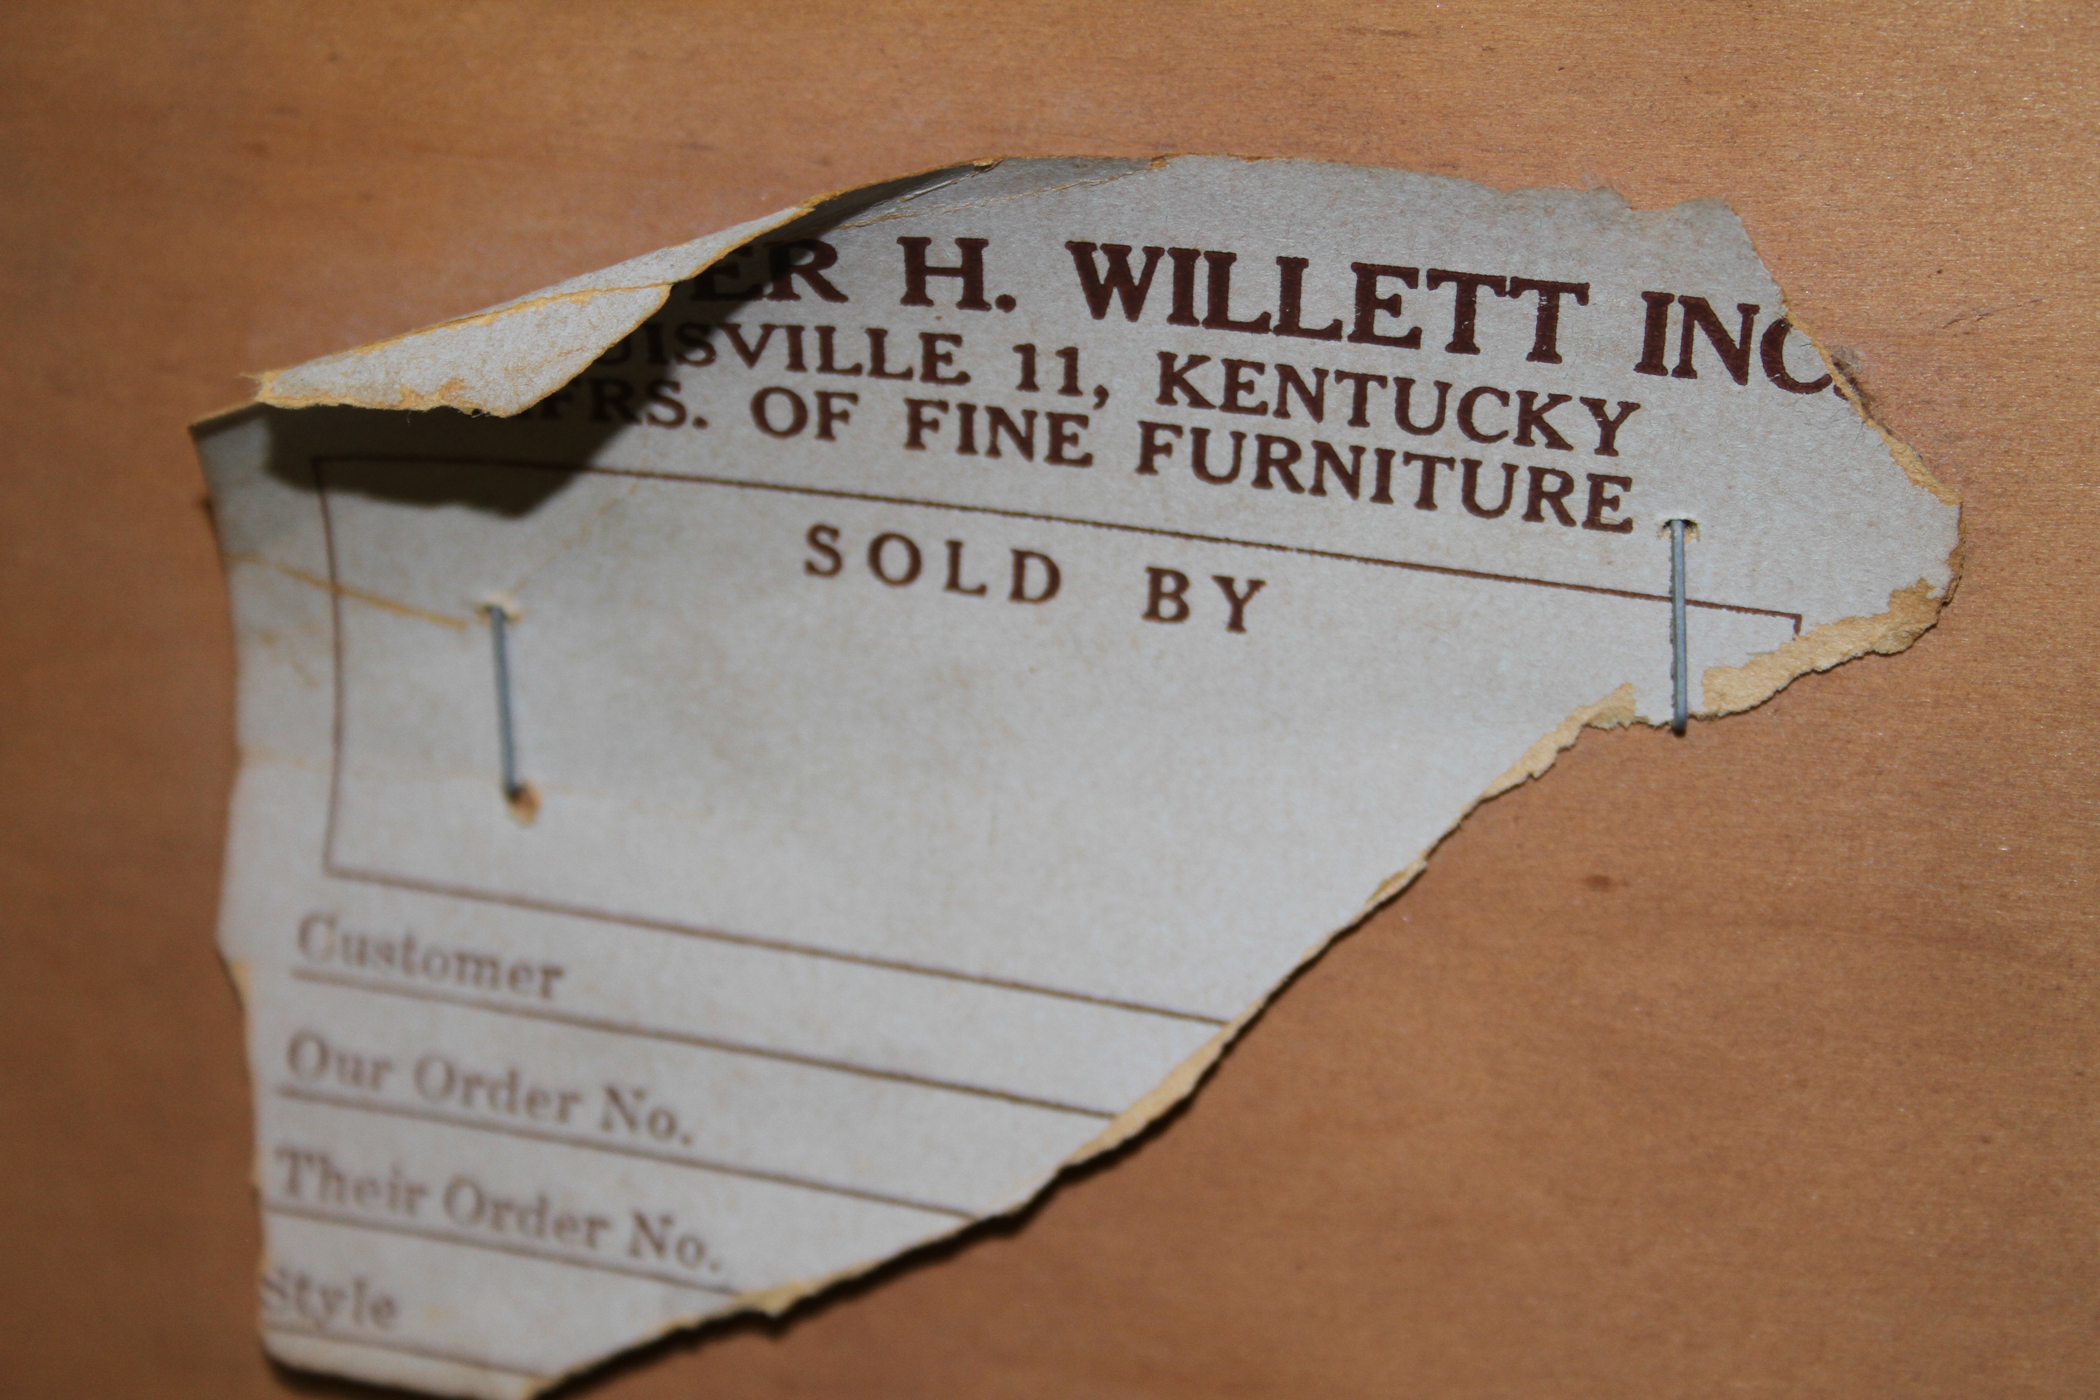 ER H. WILLETT INC.
UISVILLE 11, KENTUCKY
FRS. OF FINE FURNITURE
SOLD BY
Customer
Our Order No.
Their Order No.
Style